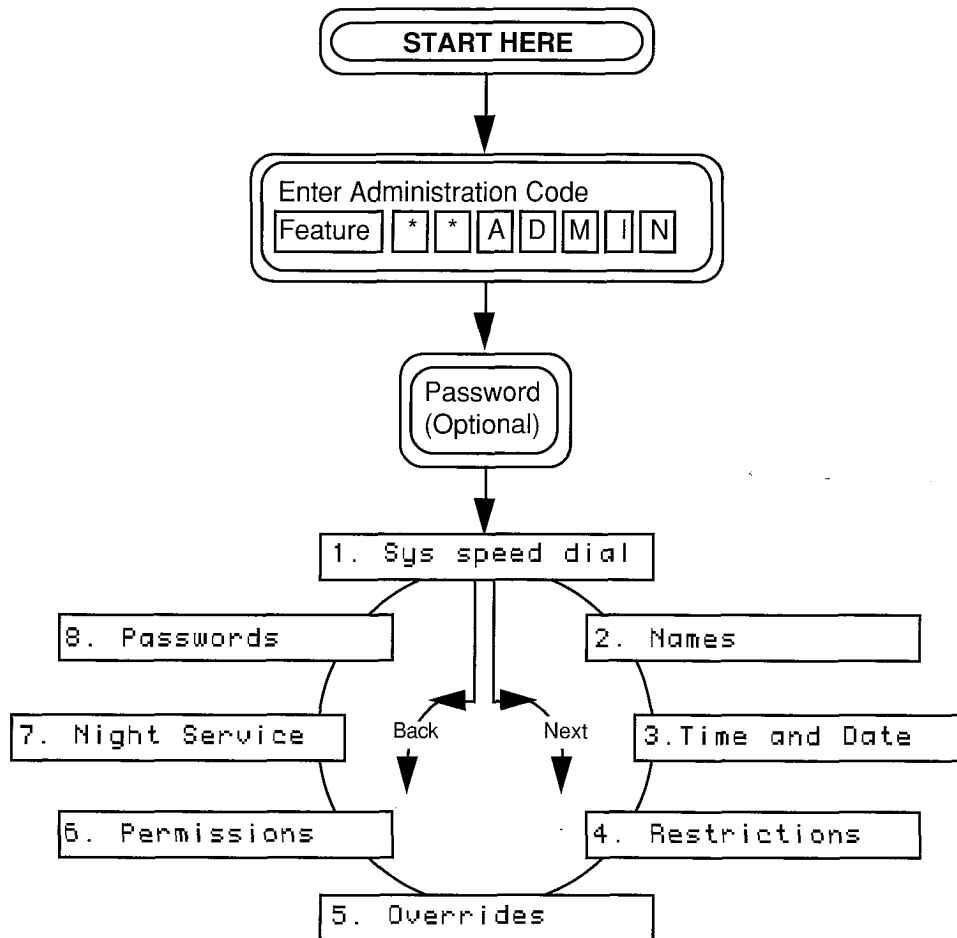 START HERE
Enter Administration Code
Feature * * A D M I N
Password
(Optional)
1. Sys speed dial
8. Passwords
2. Names
7. Night Service
Back
Next
3.Time and Date
6. Permissions
4. Restrictions
5. Overrides